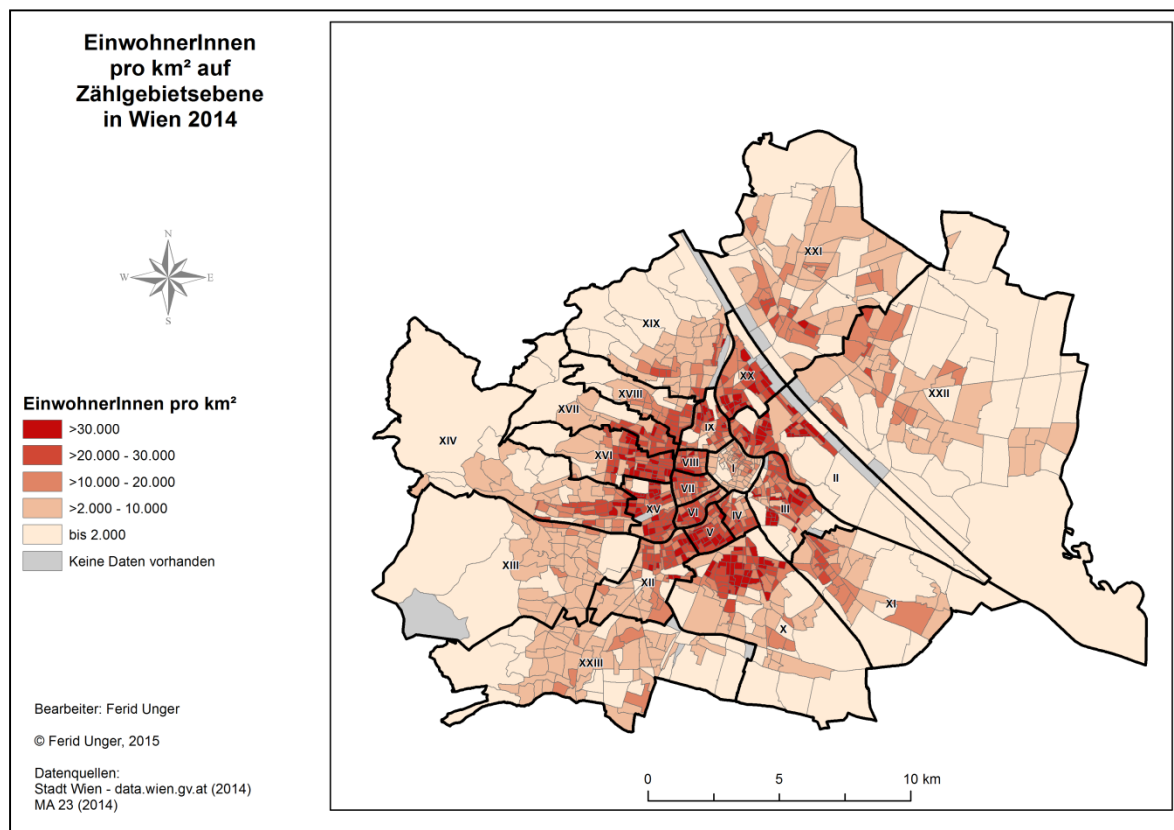 EinwohnerInnen
pro km² auf
Zählgebietsebene
in Wien 2014
N
W
E
S
EinwohnerInnen pro km²
>30.000
>20.000 - 30.000
>10.000 - 20.000
>2.000 - 10.000
bis 2.000
Keine Daten vorhanden
Bearbeiter: Ferid Unger
© Ferid Unger, 2015
Datenquellen:
Stadt Wien - data.wien.gv.at (2014)
MA 23 (2014)
XXI
XIX
XX
XVIII
XXII
XVII
IX
XIV
XVI
VIII
I
II
VII
XV
VI
IV
III
V
XIII
XII
XI
X
XXIII
0
5
10 km